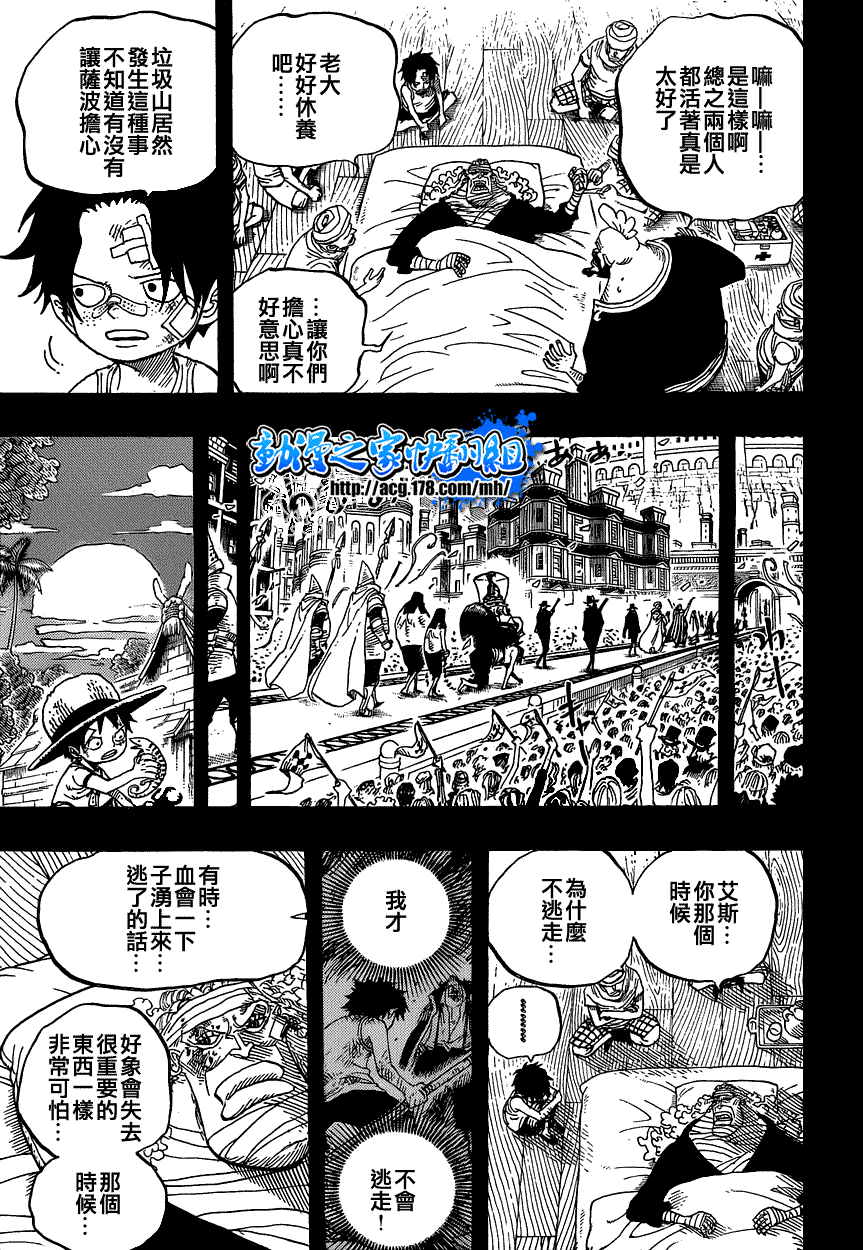 嘛—嘛—…
是這樣啊
總之兩個人
都活著真是
太好了
老大
好好休養
吧……
…讓你們
擔心真不
好意思啊
垃圾山居然
發生這種事
不知道有沒有
讓薩波擔心
動漫之家快翻組
http://acg.178.com/mh/
あぁ…
艾斯…
你那個
時候
為什麼
不逃走…
………
我才
不會
逃走！
有時…
血會一下
子湧上來…
逃了的話…
好象會失去
很重要的
東西一樣
非常可怕…
那個
時候…